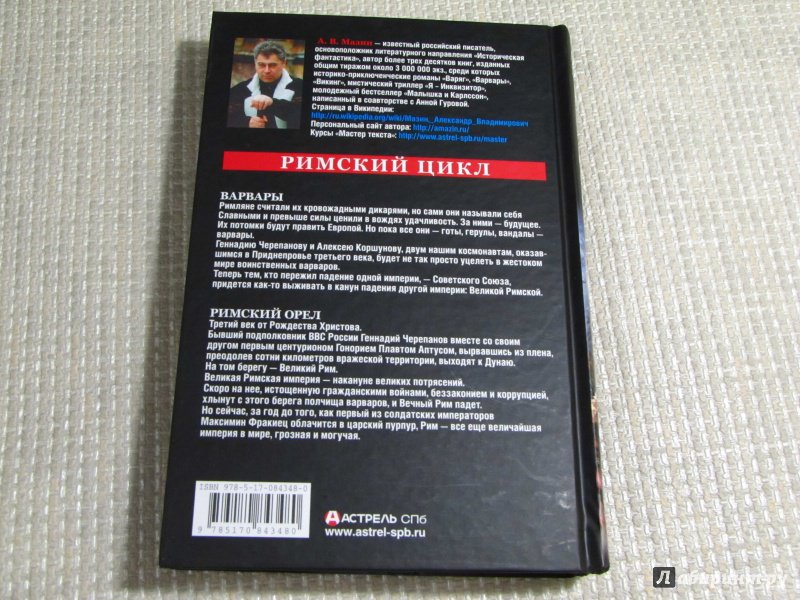 А. В. Мазин — известный российский писатель,
основоположник литературного направления «Историческая
фантастика», автор более трех десятков книг, изданных
общим тиражом около 3 000 000 экз., среди которых
историко-приключенческие романы «Варяг», «Варвары»,
«Викинг», мистический триллер «Я – Инквизитор»,
молодежный бестселлер «Малышка и Карлссон»,
написанный в соавторстве с Анной Гуровой.
Страница в Википедии:
http://ru.wikipedia.org/wiki/Мазин,_Александр_Владимирович
Персональный сайт автора: http://amazin.ru/
Курсы «Мастер текста»: http://www.astrel-spb.ru/master
РИМСКИЙ ЦИКЛ
ВАРВАРЫ
Римляне считали их кровожадными дикарями, но сами они называли себя
Славными и превыше силы ценили в вождях удачливость. За ними — будущее.
Их потомки будут править Европой. Но пока все они — готы, герулы, вандалы —
варвары.
Геннадию Черепанову и Алексею Коршунову, двум нашим космонавтам, оказав-
шимся в Приднепровье третьего века, будет не так просто уцелеть в жестоком
мире воинственных варваров.
Теперь тем, кто пережил падение одной империи, — Советского Союза,
придется как-то выживать в канун падения другой империи: Великой Римской.
РИМСКИЙ ОРЕЛ
Третий век от Рождества Христова.
Бывший подполковник ВВС России Геннадий Черепанов вместе со своим
другом первым центурионом Гонорием Плавтом Аптусом, вырвавшись из плена,
преодолев сотни километров вражеской территории, выходят к Дунаю.
На том берегу — Великий Рим.
Великая Римская империя — накануне великих потрясений.
Скоро на нее, истощенную гражданскими войнами, беззаконием и коррупцией,
хлынут с этого берега полчища варваров, и Вечный Рим падет.
Но сейчас, за год до того, как первый из солдатских императоров
Максимин Фракиец облачится в царский пурпур, Рим — все еще величайшая
империя в мире, грозная и могучая.
ISBN 978-5-17-084348-0
9 785170 843480
АСТРЕЛЬ СПб
www.astrel-spb.ru
Лабиринт.ру